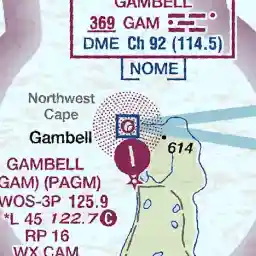 GAMBELL
369 GAM
DME Ch 92 (114.5)
NOME
Northwest
Cape
Gambell
614
GAMBELL
GAM) (PAGM)
WOS-3P 125.9
*L 45 122.7 C
RP 16
WX CAM